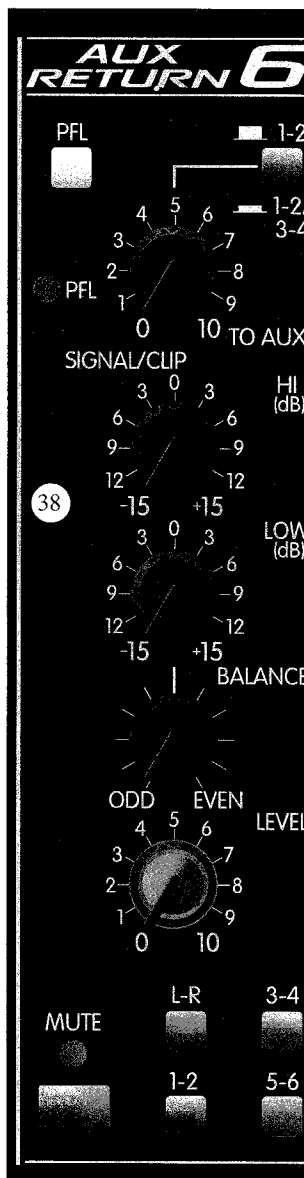 AUX
RETURN 6
PFL
1-2
1-2
3-4
4 5 6
3 7
2 8
1 9
0 10
PFL
TO AUX
SIGNAL/CLIP
HI
(dB)
3 0 3
6 6
9 9
12 12
-15 +15
38
LOW
(dB)
3 0 3
6 6
9 9
12 12
-15 +15
BALANCE
ODD EVEN
LEVEL
4 5 6
3 7
2 8
1 9
0 10
L-R 3-4
MUTE
1-2 5-6